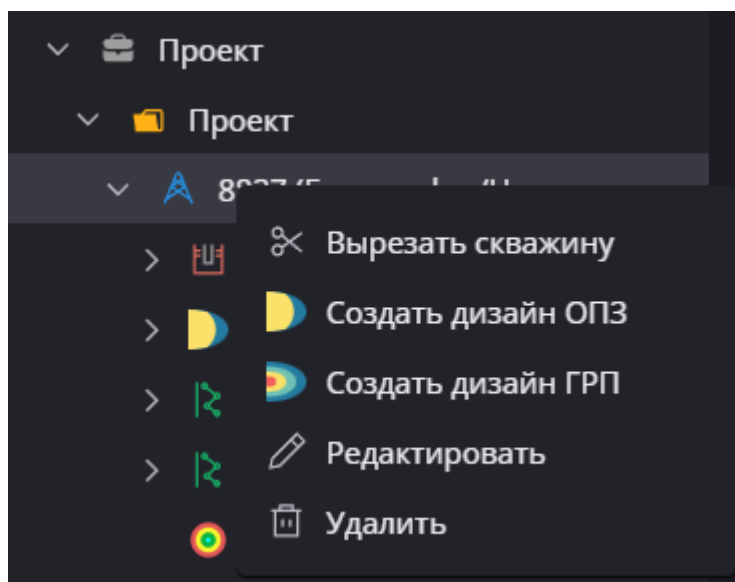 Проект
Проект
Вырезать скважину
Создать дизайн ОПЗ
Создать дизайн ГРП
Редактировать
Удалить